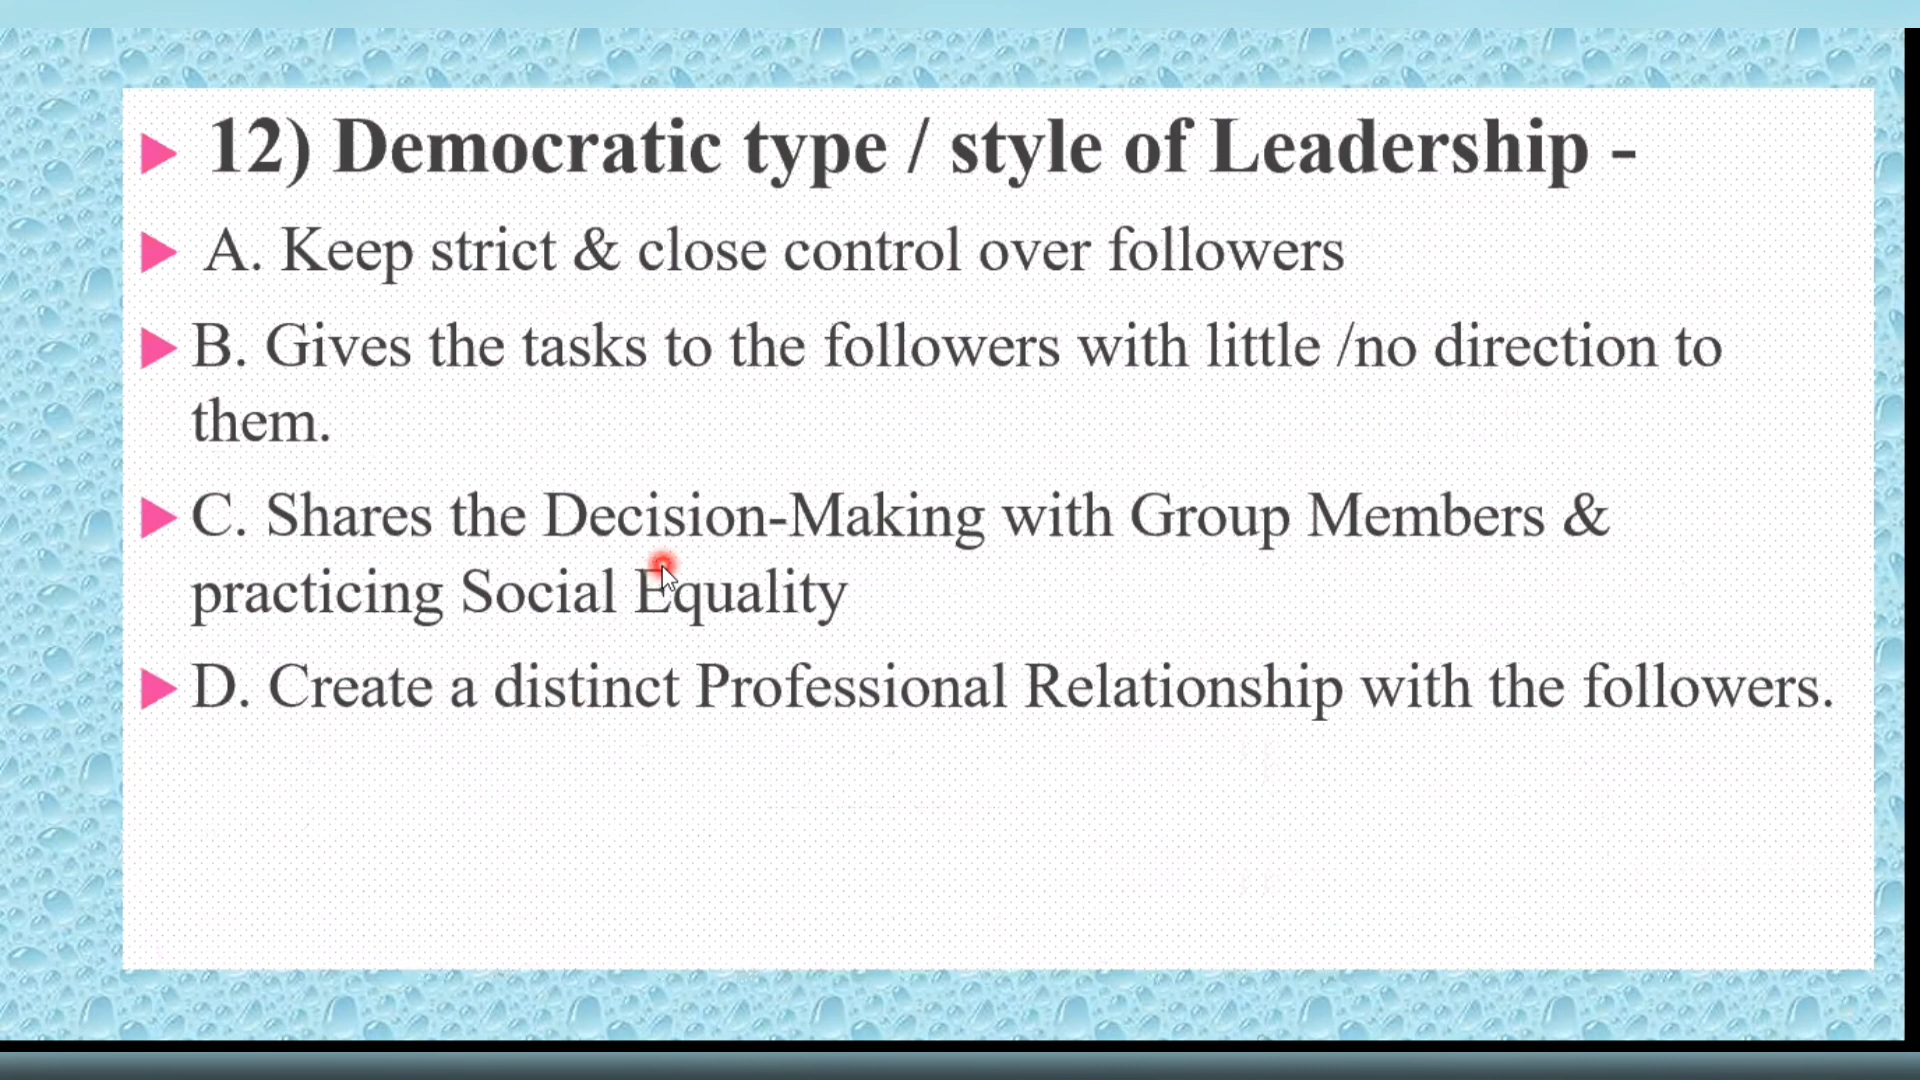 12) Democratic type / style of Leadership -
A. Keep strict & close control over followers
B. Gives the tasks to the followers with little /no direction to
them.
C. Shares the Decision-Making with Group Members &
practicing Social Equality
D. Create a distinct Professional Relationship with the followers.